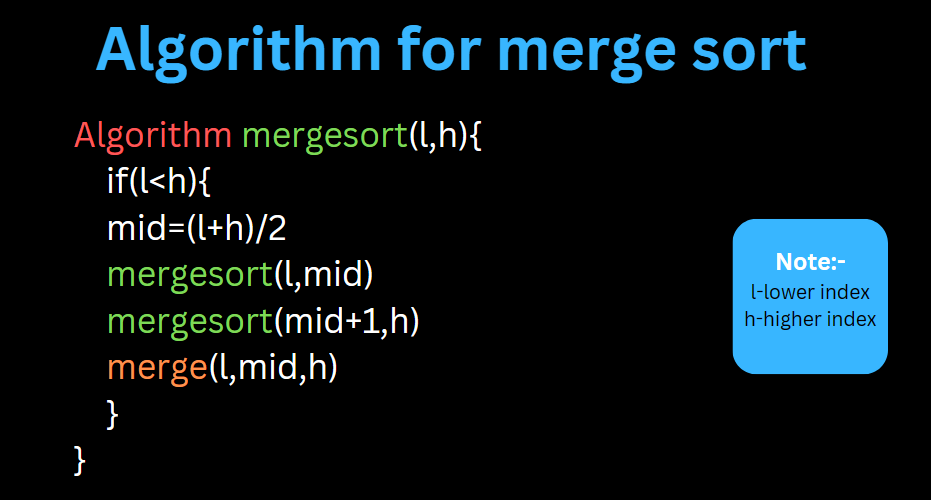 Algorithm for merge sort
Algorithm mergesort(l,h){
if(l<h){
mid=(l+h)/2
mergesort(l,mid)
mergesort(mid+1,h)
merge(l,mid,h)
}
}
Note:-
l-lower index
h-higher index